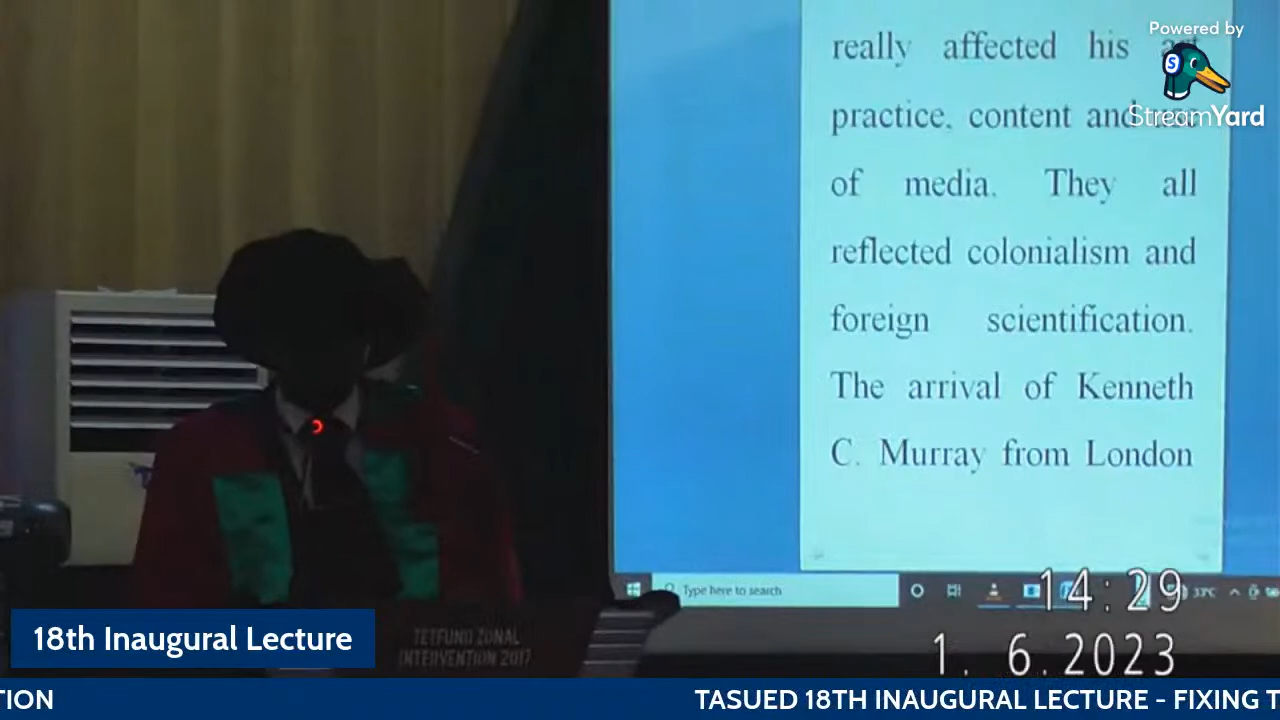 Powered by
StreamYard
really affected his art
practice, content and
of media. They all
reflected colonialism and
foreign scientification.
The arrival of Kenneth
C. Murray from London
Type here to search
33°C
14:29
1. 6.2023
TETFUND ZONAL
INTERVENTION 2017
18th Inaugural Lecture
TION
TASUED 18TH INAUGURAL LECTURE - FIXING T